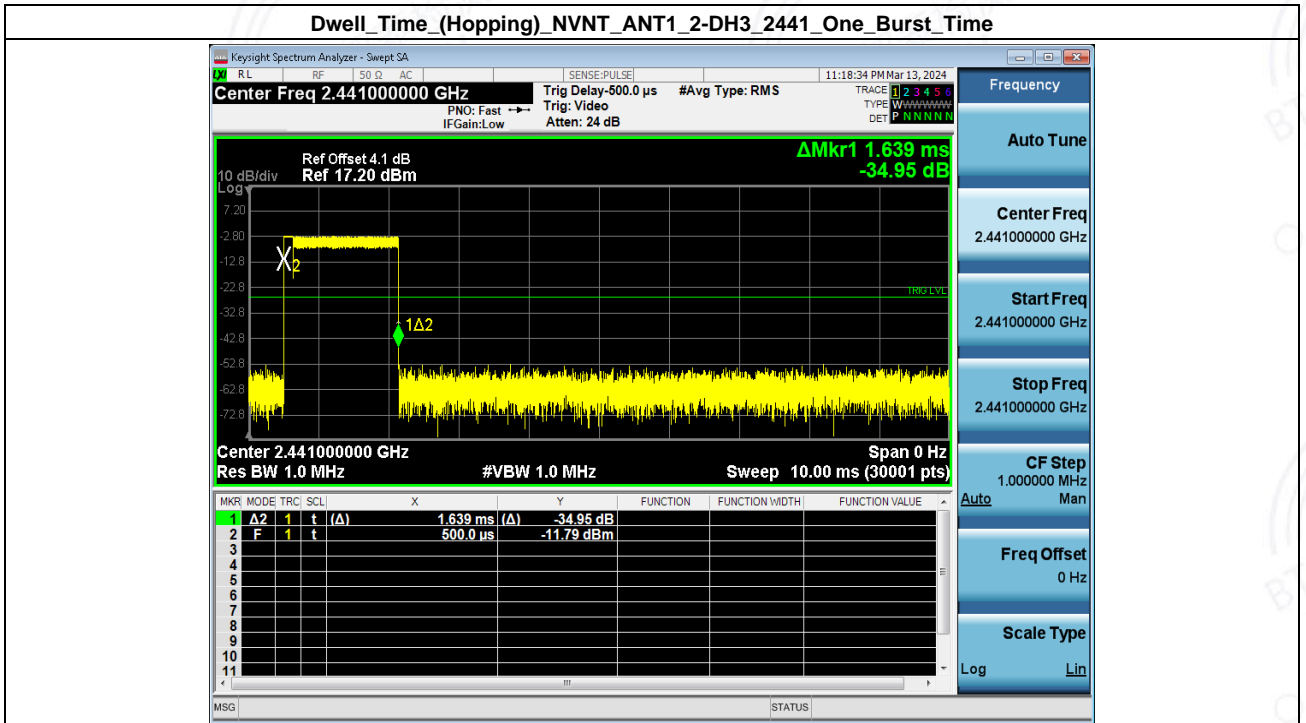 Dwell_Time_(Hopping)_NVNT_ANT1_2-DH3_2441_One_Burst_Time
Keysight Spectrum Analyzer - Swept SA
LXI RL RF 50 Ω AC SENSE:PULSE 11:18:34 PM Mar 13, 2024
Center Freq 2.441000000 GHz
PNO: Fast
IFGain:Low
Trig Delay-500.0 µs
Trig: Video
Atten: 24 dB
#Avg Type: RMS
TRACE 1 2 3 4 5 6
TYPE WWWWWW
DET P N N N N N
Frequency
ΔMkr1 1.639 ms
-34.95 dB
Ref Offset 4.1 dB
10 dB/div Ref 17.20 dBm
Log
7.20
-2.80
-12.8
-22.8
-32.8
-42.8
-52.8
-62.8
-72.8
2
TRIG LVL
1Δ2
Center 2.441000000 GHz Span 0 Hz
Res BW 1.0 MHz #VBW 1.0 MHz Sweep 10.00 ms (30001 pts)
MKR MODE TRC SCL X Y FUNCTION FUNCTION WIDTH FUNCTION VALUE
1 Δ2 1 t (Δ) 1.639 ms (Δ) -34.95 dB
2 F 1 t 500.0 µs -11.79 dBm
3
4
5
6
7
8
9
10
11
Auto Tune
Center Freq
2.441000000 GHz
Start Freq
2.441000000 GHz
Stop Freq
2.441000000 GHz
CF Step
1.000000 MHz
Auto Man
Freq Offset
0 Hz
Scale Type
Log Lin
MSG STATUS